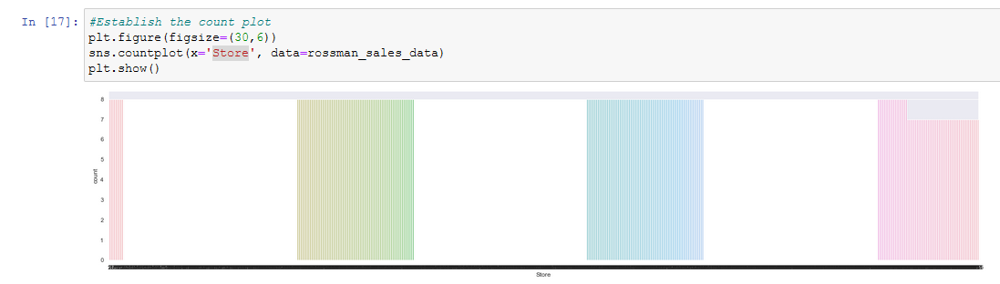 In [17]: #Establish the count plot
plt.figure(figsize=(30,6))
sns.countplot(x='Store', data=rossman_sales_data)
plt.show()
8
7
6
5
4
3
2
1
0
count
Store